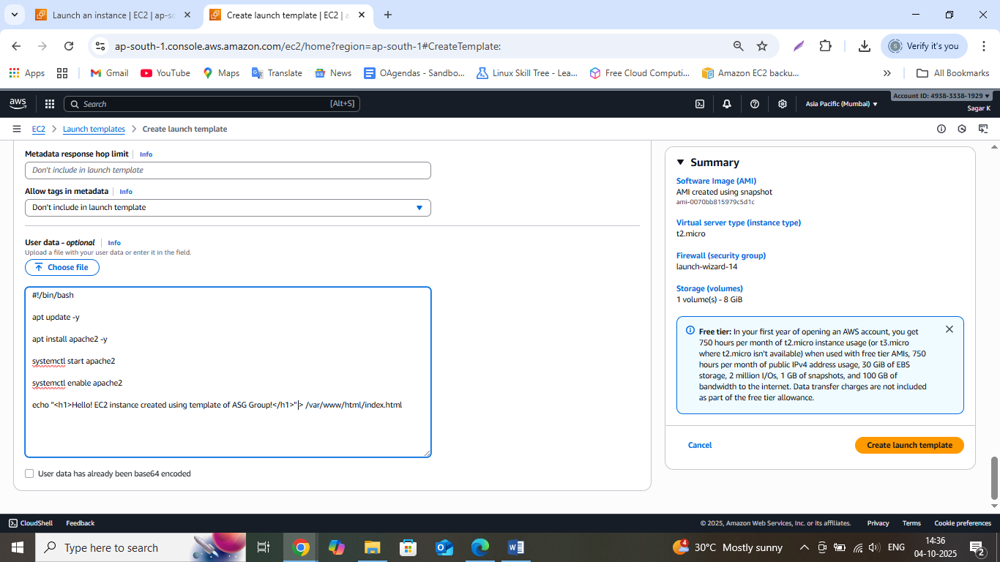 Launch an instance | EC2 | ap-so
Create launch template | EC2 | a
ap-south-1.console.aws.amazon.com/ec2/home?region=ap-south-1#CreateTemplate:
Verify it's you
Apps
Gmail
YouTube
Maps
Translate
News
OAgendas - Sandbo...
Linux Skill Tree - Lea...
Free Cloud Computi...
Amazon EC2 backu...
All Bookmarks
aws
Search
[Alt+S]
Asia Pacific (Mumbai)
Account ID: 4938-3338-1929
Sagar K
EC2
Launch templates
Create launch template
Metadata response hop limit
Info
Don't include in launch template
Allow tags in metadata
Info
Don't include in launch template
User data - optional
Info
Upload a file with your user data or enter it in the field.
Choose file
#!/bin/bash
apt update -y
apt install apache2 -y
systemctl start apache2
systemctl enable apache2
echo "<h1>Hello! EC2 instance created using template of ASG Group!</h1>"> /var/www/html/index.html
User data has already been base64 encoded
Summary
Software Image (AMI)
AMI created using snapshot
ami-0070bb815979c5d1c
Virtual server type (instance type)
t2.micro
Firewall (security group)
launch-wizard-14
Storage (volumes)
1 volume(s) - 8 GiB
Free tier: In your first year of opening an AWS account, you get
750 hours per month of t2.micro instance usage (or t3.micro
where t2.micro isn't available) when used with free tier AMIs, 750
hours per month of public IPv4 address usage, 30 GiB of EBS
storage, 2 million I/Os, 1 GB of snapshots, and 100 GB of
bandwidth to the internet. Data transfer charges are not included
as part of the free tier allowance.
Cancel
Create launch template
CloudShell
Feedback
© 2025, Amazon Web Services, Inc. or its affiliates.
Privacy
Terms
Cookie preferences
Type here to search
30°C Mostly sunny
ENG
14:36
04-10-2025
2